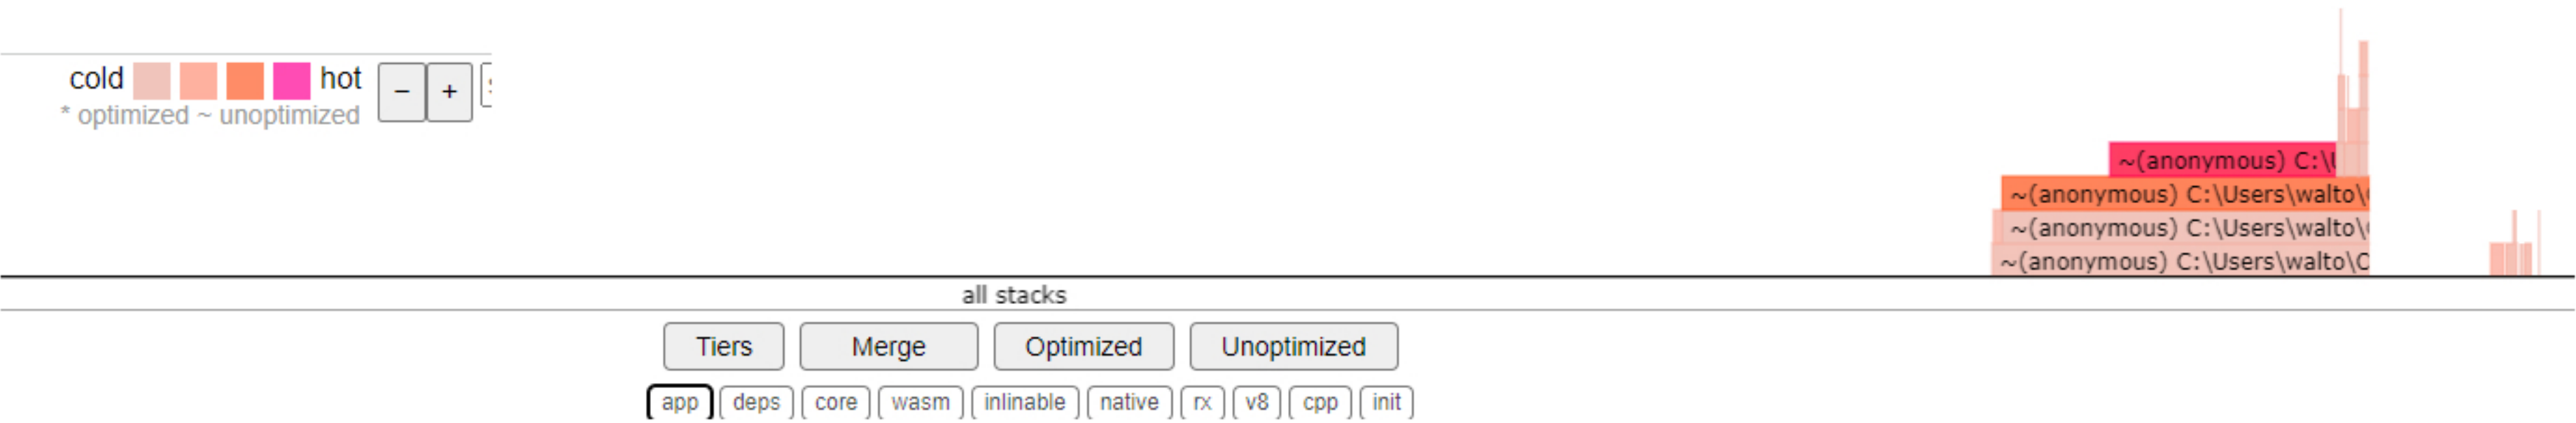 cold hot − +
* optimized ~ unoptimized
~(anonymous) C:\
~(anonymous) C:\Users\walto\
~(anonymous) C:\Users\walto\
~(anonymous) C:\Users\walto\O
all stacks
Tiers Merge Optimized Unoptimized
app deps core wasm inlinable native rx v8 cpp init